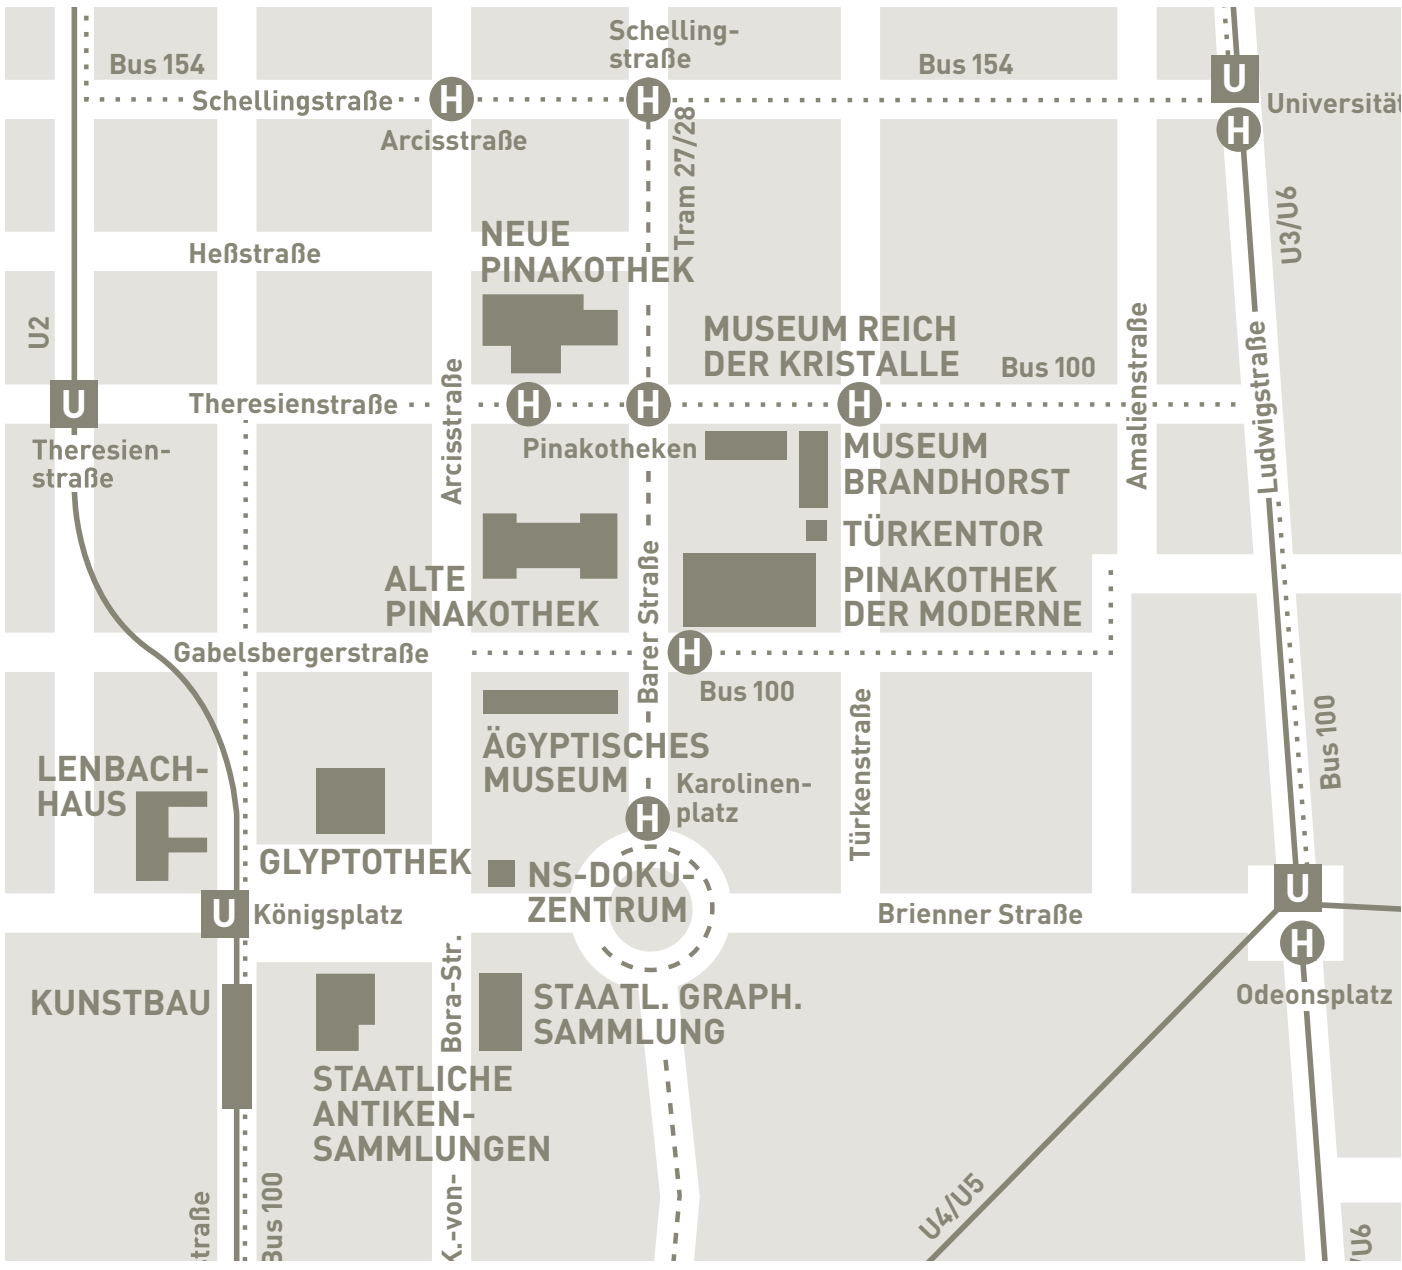 Schelling-
straße
Bus 154
Bus 154
U
Schellingstraße
H
H
Universität
H
Arcisstraße
Tram 27/28
U3/U6
NEUE
PINAKOTHEK
Heßstraße
U2
MUSEUM REICH
DER KRISTALLE
Bus 100
Amalienstraße
Ludwigstraße
Arcisstraße
U
Theresienstraße
H
H
H
Theresien-
straße
Pinakotheken
MUSEUM
BRANDHORST
TÜRKENTOR
ALTE
PINAKOTHEK
Barer Straße
PINAKOTHEK
DER MODERNE
Gabelsbergerstraße
H
Bus 100
Türkenstraße
Bus 100
ÄGYPTISCHES
MUSEUM
LENBACH-
HAUS
Karolinen-
platz
H
GLYPTOTHEK
NS-DOKU-
ZENTRUM
U
Königsplatz
Brienner Straße
U
H
Odeonsplatz
KUNSTBAU
Bora-Str.
STAATL. GRAPH.
SAMMLUNG
STAATLICHE
ANTIKEN-
SAMMLUNGEN
traße
Bus 100
K.-von-
U4/U5
/U6